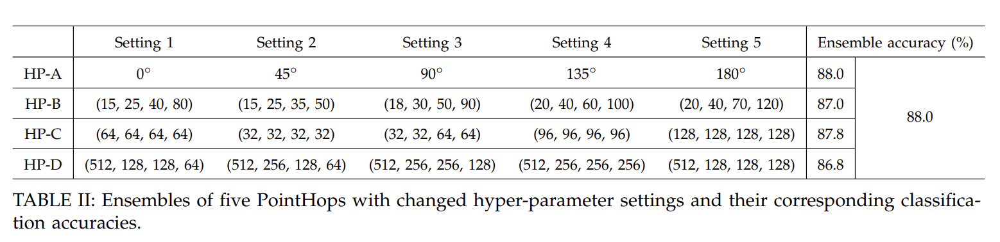 Setting 1 Setting 2 Setting 3 Setting 4 Setting 5 Ensemble accuracy (%)
HP-A 0° 45° 90° 135° 180° 88.0
HP-B (15, 25, 40, 80) (15, 25, 35, 50) (18, 30, 50, 90) (20, 40, 60, 100) (20, 40, 70, 120) 87.0
88.0
HP-C (64, 64, 64, 64) (32, 32, 32, 32) (32, 32, 64, 64) (96, 96, 96, 96) (128, 128, 128, 128) 87.8
HP-D (512, 128, 128, 64) (512, 256, 128, 64) (512, 256, 256, 128) (512, 256, 256, 256) (512, 128, 128, 128) 86.8
TABLE II: Ensembles of five PointHops with changed hyper-parameter settings and their corresponding classifica-
tion accuracies.